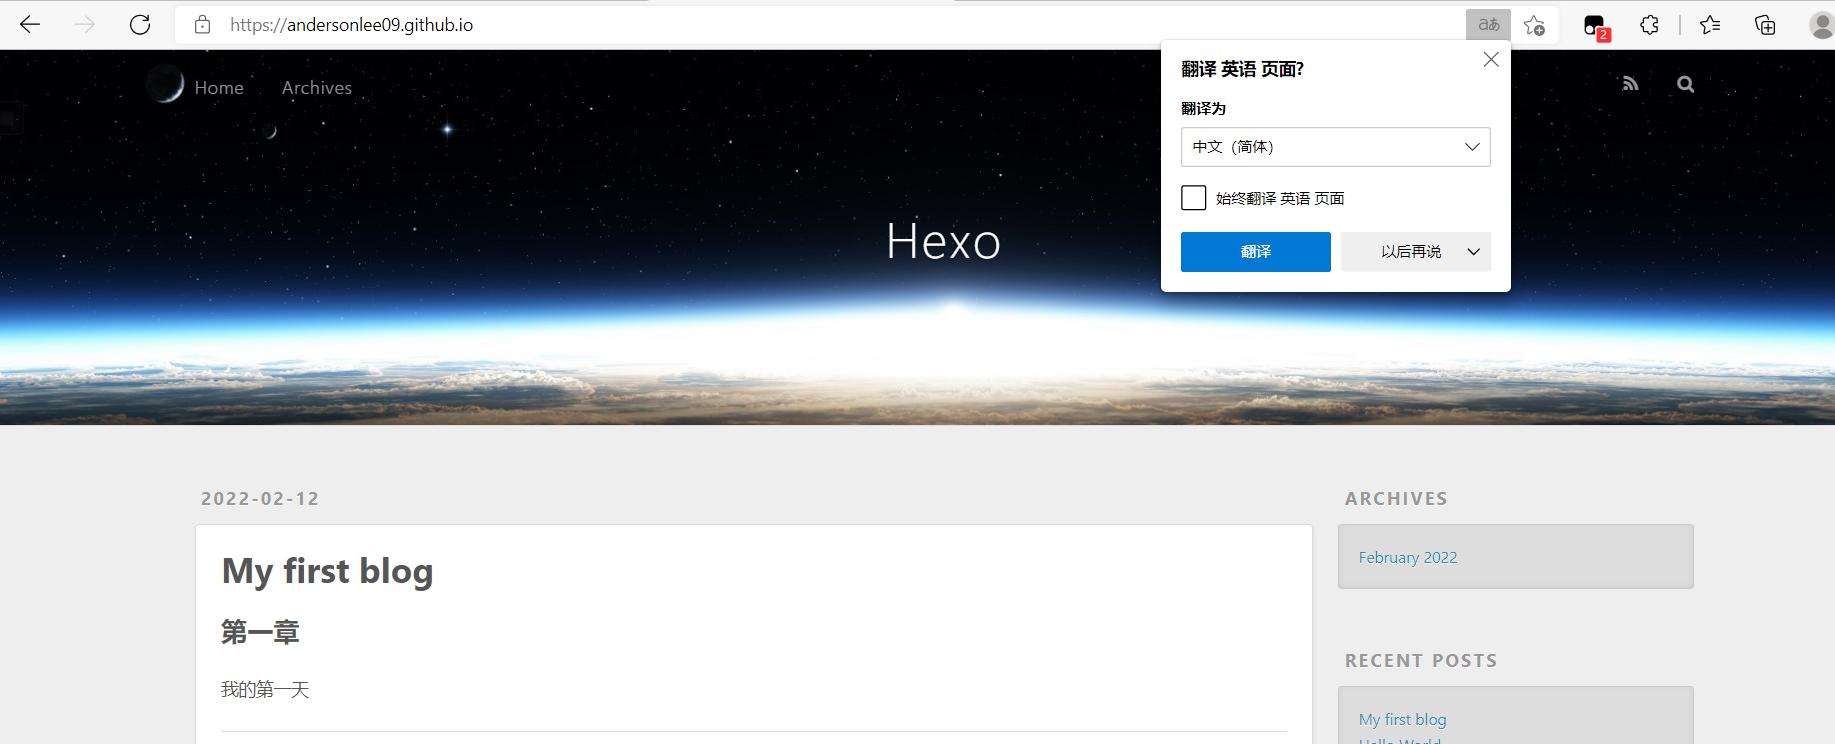 https://andersonlee09.github.io
aあ
2
翻译 英语 页面?
翻译为
中文（简体）
始终翻译 英语 页面
翻译
以后再说
Home
Archives
Hexo
2022-02-12
My first blog
第一章
我的第一天
ARCHIVES
February 2022
RECENT POSTS
My first blog
Hello World